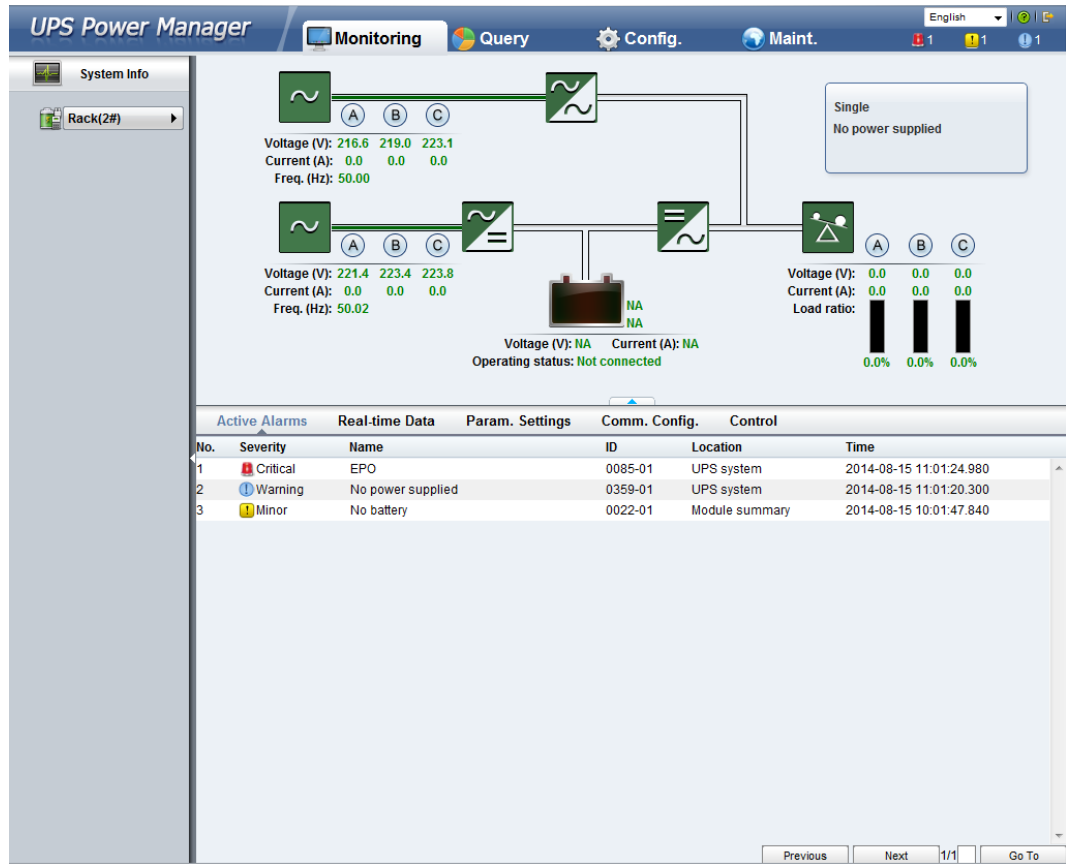 UPS Power Manager
Monitoring
Query
Config.
Maint.
English
1
1
1
System Info
Rack(2#)
A B C
Voltage (V): 216.6 219.0 223.1
Current (A): 0.0 0.0 0.0
Freq. (Hz): 50.00
Single
No power supplied
A B C
Voltage (V): 221.4 223.4 223.8
Current (A): 0.0 0.0 0.0
Freq. (Hz): 50.02
NA
NA
Voltage (V): NA Current (A): NA
Operating status: Not connected
A B C
Voltage (V): 0.0 0.0 0.0
Current (A): 0.0 0.0 0.0
Load ratio:
0.0% 0.0% 0.0%
Active Alarms Real-time Data Param. Settings Comm. Config. Control
No. Severity Name ID Location Time
1 Critical EPO 0085-01 UPS system 2014-08-15 11:01:24.980
2 Warning No power supplied 0359-01 UPS system 2014-08-15 11:01:20.300
3 Minor No battery 0022-01 Module summary 2014-08-15 10:01:47.840
Previous Next 1/1 Go To